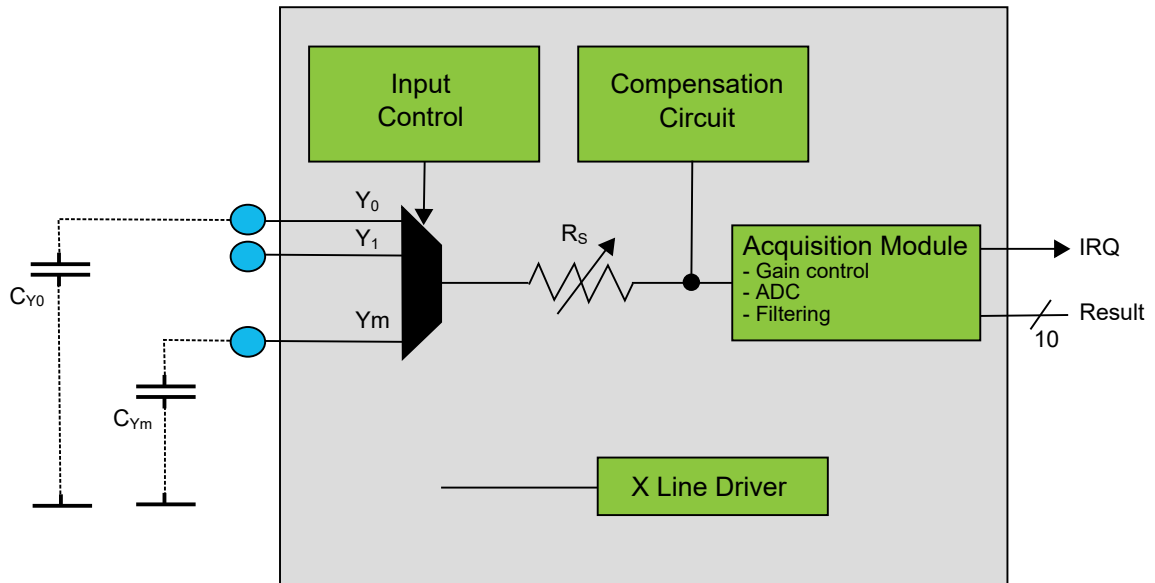 Input
Control
Compensation
Circuit
Y0
Y1
Ym
RS
Acquisition Module
- Gain control
- ADC
- Filtering
IRQ
Result
10
CY0
CYm
X Line Driver